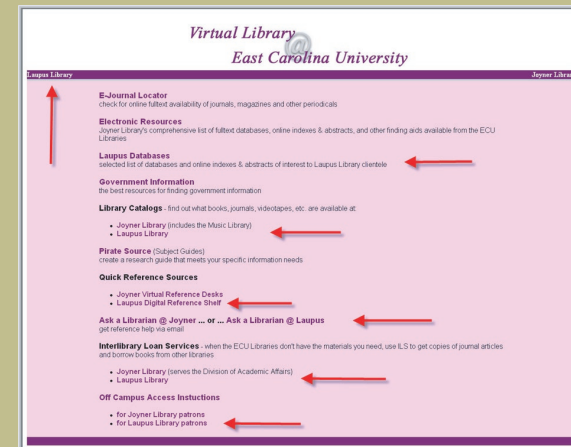 Virtual Library
@
East Carolina University
Laupus Library Joyner Library
E-Journal Locator
check for online fulltext availability of journals, magazines and other periodicals
Electronic Resources
Joyner Library's comprehensive list of fulltext databases, online indexes & abstracts, and other finding aids available from the ECU
Libraries
Laupus Databases
selected list of databases and online indexes & abstracts of interest to Laupus Library clientele
Government Information
the best resources for finding government information
Library Catalogs - find out what books, journals, videotapes, etc. are available at:
• Joyner Library (includes the Music Library)
• Laupus Library
Pirate Source (Subject Guides)
create a research guide that meets your specific information needs
Quick Reference Sources
• Joyner Virtual Reference Desks
• Laupus Digital Reference Shelf
Ask a Librarian @ Joyner ... or ... Ask a Librarian @ Laupus
get reference help via email
Interlibrary Loan Services - when the ECU Libraries don't have the materials you need, use ILS to get copies of journal articles
and borrow books from other libraries
• Joyner Library (serves the Division of Academic Affairs)
• Laupus Library
Off Campus Access Instuctions
• for Joyner Library patrons
• for Laupus Library patrons